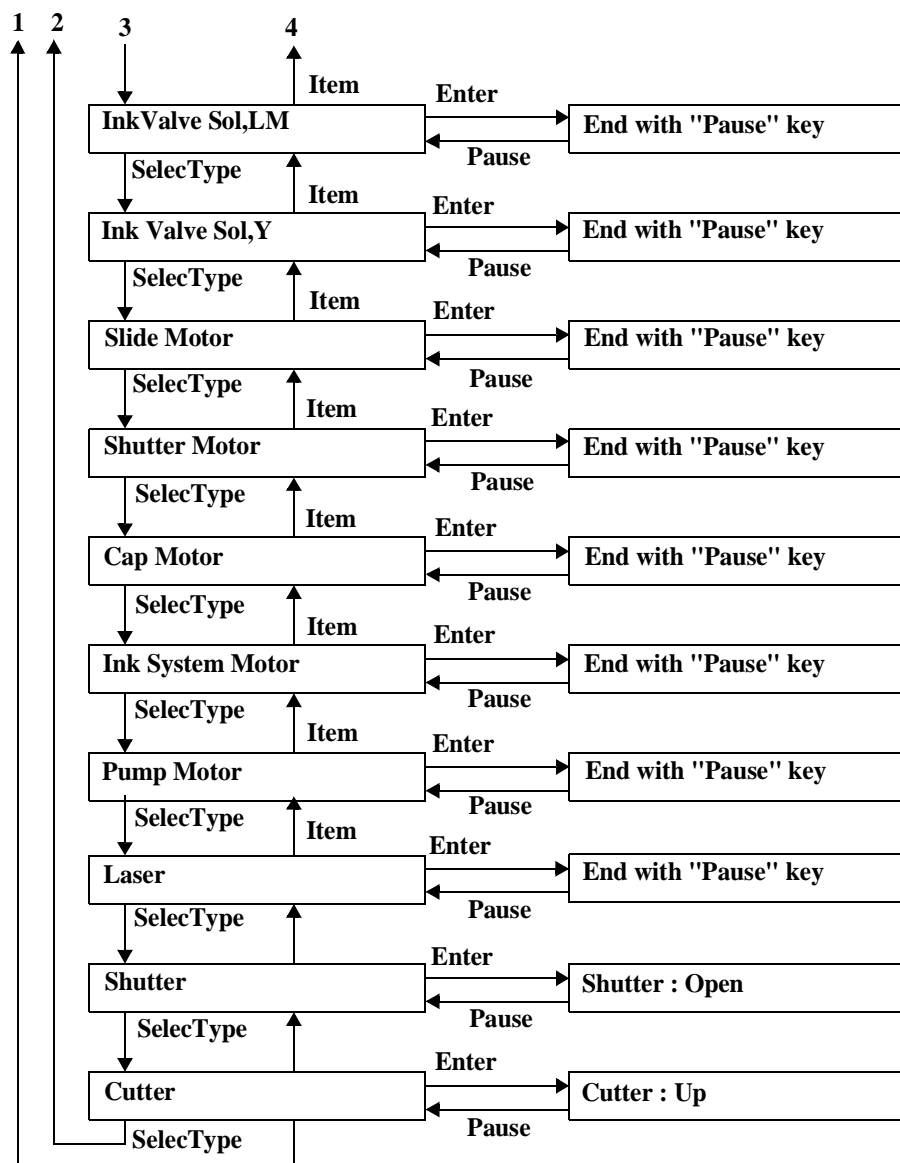 1 2 3 4
Item
Enter
InkValve Sol,LM
End with "Pause" key
Pause
SelecType
Item
Enter
Ink Valve Sol,Y
End with "Pause" key
Pause
SelecType
Item
Enter
Slide Motor
End with "Pause" key
Pause
SelecType
Item
Enter
Shutter Motor
End with "Pause" key
Pause
SelecType
Item
Enter
Cap Motor
End with "Pause" key
Pause
SelecType
Item
Enter
Ink System Motor
End with "Pause" key
Pause
SelecType
Item
Enter
Pump Motor
End with "Pause" key
Pause
SelecType
Item
Enter
Laser
End with "Pause" key
Pause
SelecType
Enter
Shutter
Shutter : Open
Pause
SelecType
Enter
Cutter
Cutter : Up
Pause
SelecType